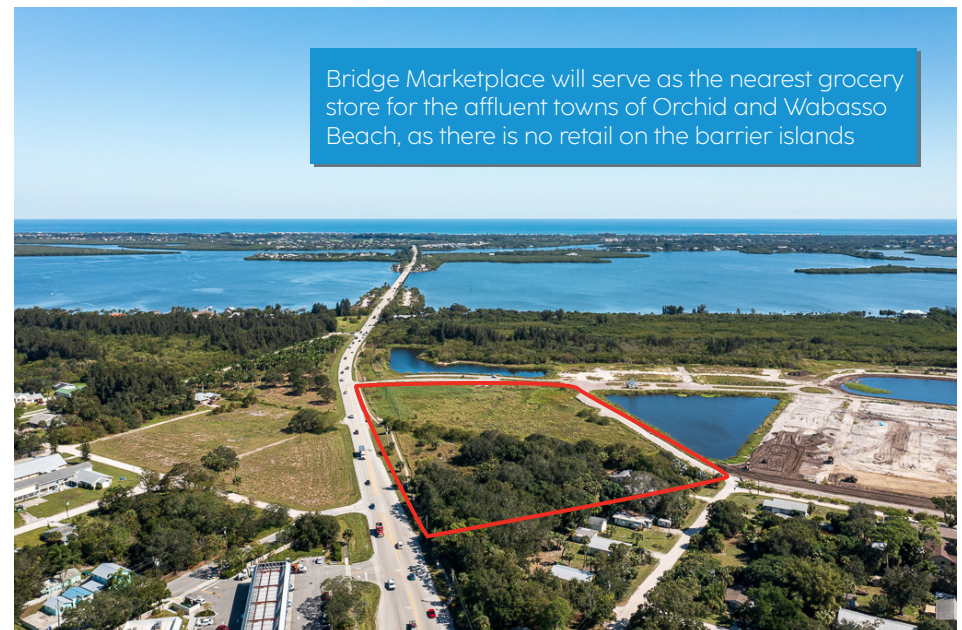 Bridge Marketplace will serve as the nearest grocery
store for the affluent towns of Orchid and Wabasso
Beach, as there is no retail on the barrier islands